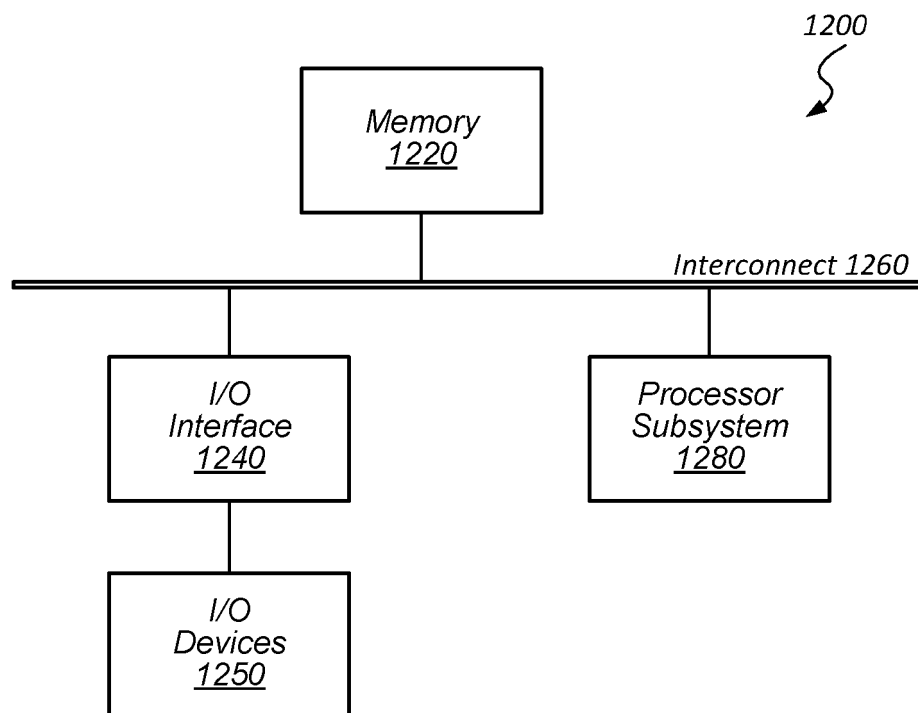 1200
Memory
1220
Interconnect 1260
I/O
Interface
1240
Processor
Subsystem
1280
I/O
Devices
1250